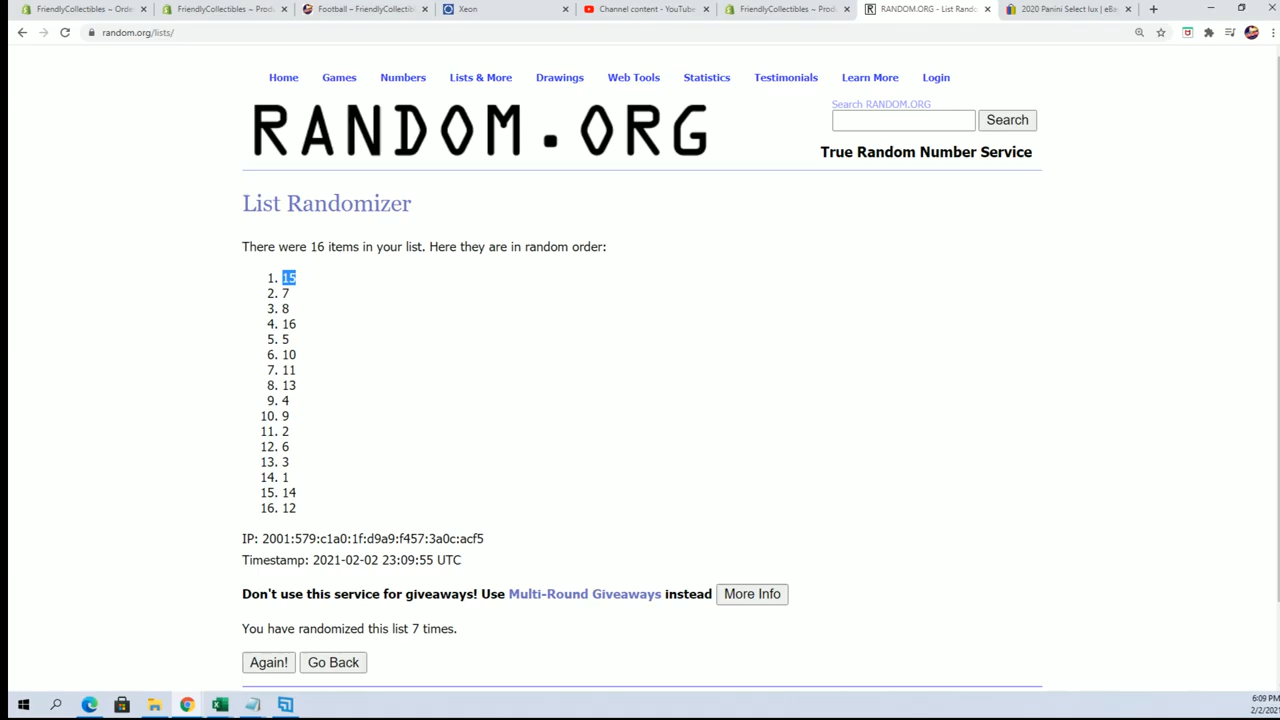 FriendlyCollectibles ~ Orde
FriendlyCollectibles ~ Produ
Football – FriendlyCollectibl
Xeon
Channel content - YouTube
FriendlyCollectibles ~ Produ
RANDOM.ORG - List Rando
2020 Panini Select lux | eBa
random.org/lists/
Home Games Numbers Lists & More Drawings Web Tools Statistics Testimonials Learn More Login
RANDOM.ORG
Search RANDOM.ORG
Search
True Random Number Service
List Randomizer
There were 16 items in your list. Here they are in random order:
1. 15
2. 7
3. 8
4. 16
5. 5
6. 10
7. 11
8. 13
9. 4
10. 9
11. 2
12. 6
13. 3
14. 1
15. 14
16. 12
IP: 2001:579:c1a0:1f:d9a9:f457:3a0c:acf5
Timestamp: 2021-02-02 23:09:55 UTC
Don't use this service for giveaways! Use Multi-Round Giveaways instead More Info
You have randomized this list 7 times.
Again! Go Back
6:09 PM
2/2/202